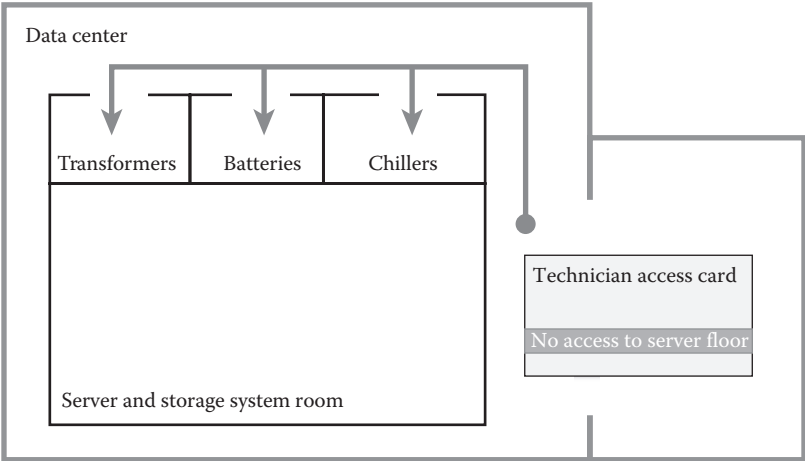 Data center
Transformers
Batteries
Chillers
Technician access card
No access to server floor
Server and storage system room